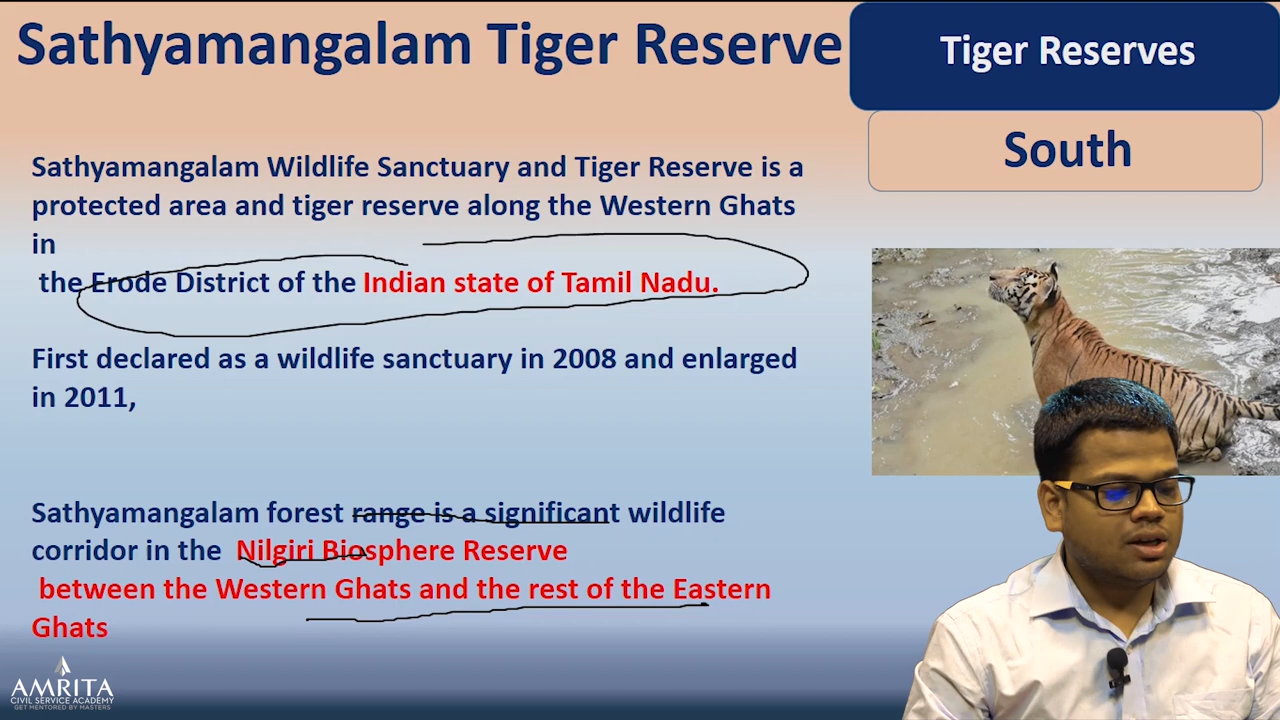 Sathyamangalam Tiger Reserve
Tiger Reserves
South
Sathyamangalam Wildlife Sanctuary and Tiger Reserve is a
protected area and tiger reserve along the Western Ghats
in
the Erode District of the Indian state of Tamil Nadu.
First declared as a wildlife sanctuary in 2008 and enlarged
in 2011,
Sathyamangalam forest range is a significant wildlife
corridor in the Nilgiri Biosphere Reserve
between the Western Ghats and the rest of the Eastern
Ghats
AMRITA
CIVIL SERVICE ACADEMY
GET MENTORED BY MASTERS